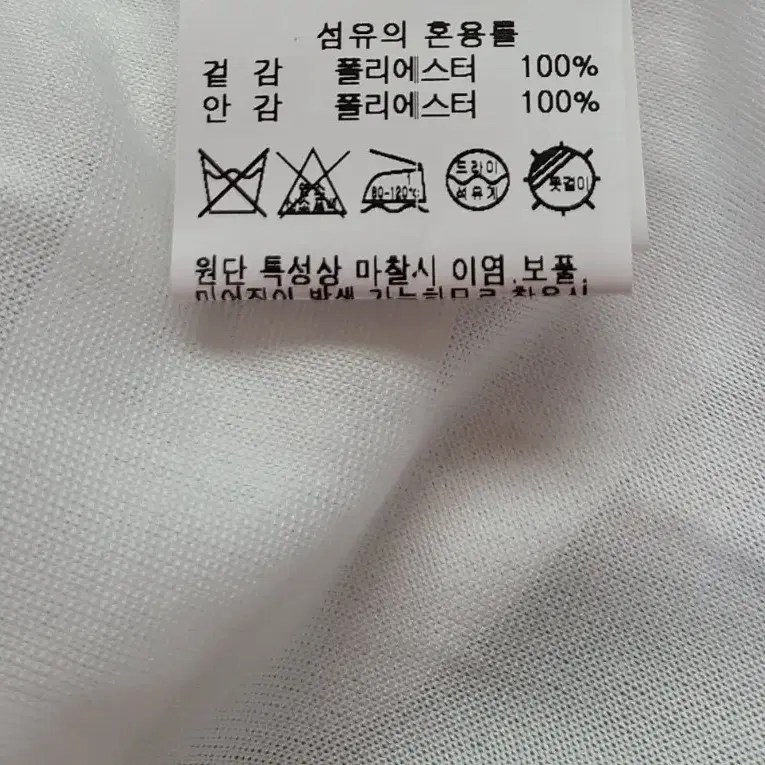 섬유의 혼용률
겉 감 폴리에스터 100%
안 감 폴리에스터 100%
80-120℃ 드라이 옷걸이
석유계
원단 특성상 마찰시 이염.보풀.